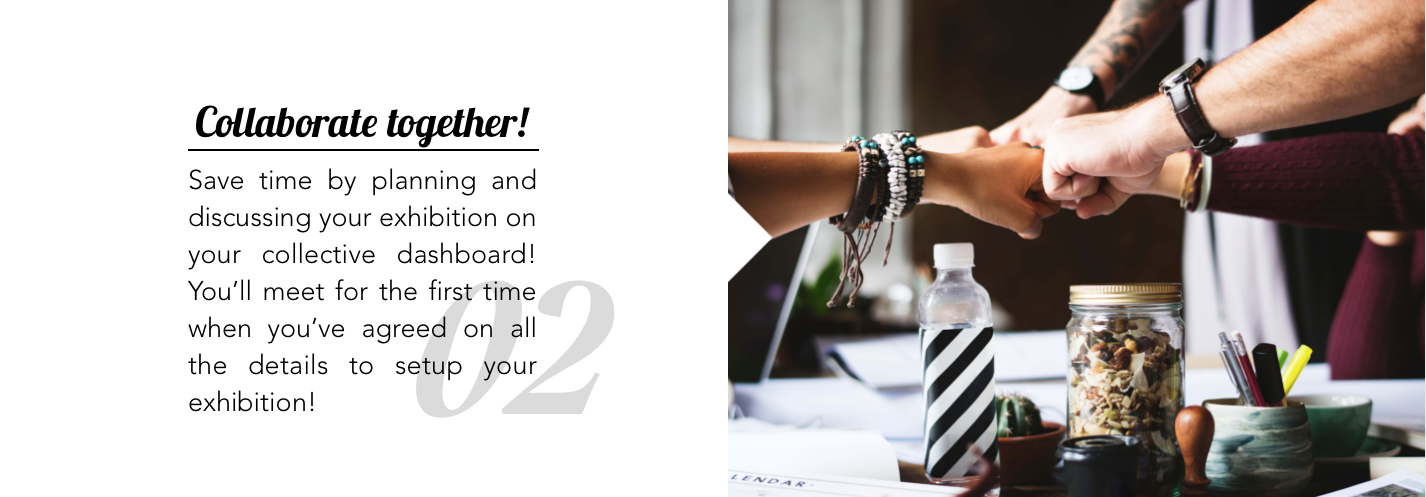 Collaborate together!
Save time by planning and
discussing your exhibition on
your collective dashboard!
You’ll meet for the first time
when you’ve agreed on all
the details to setup your
exhibition!
02
LENDAR